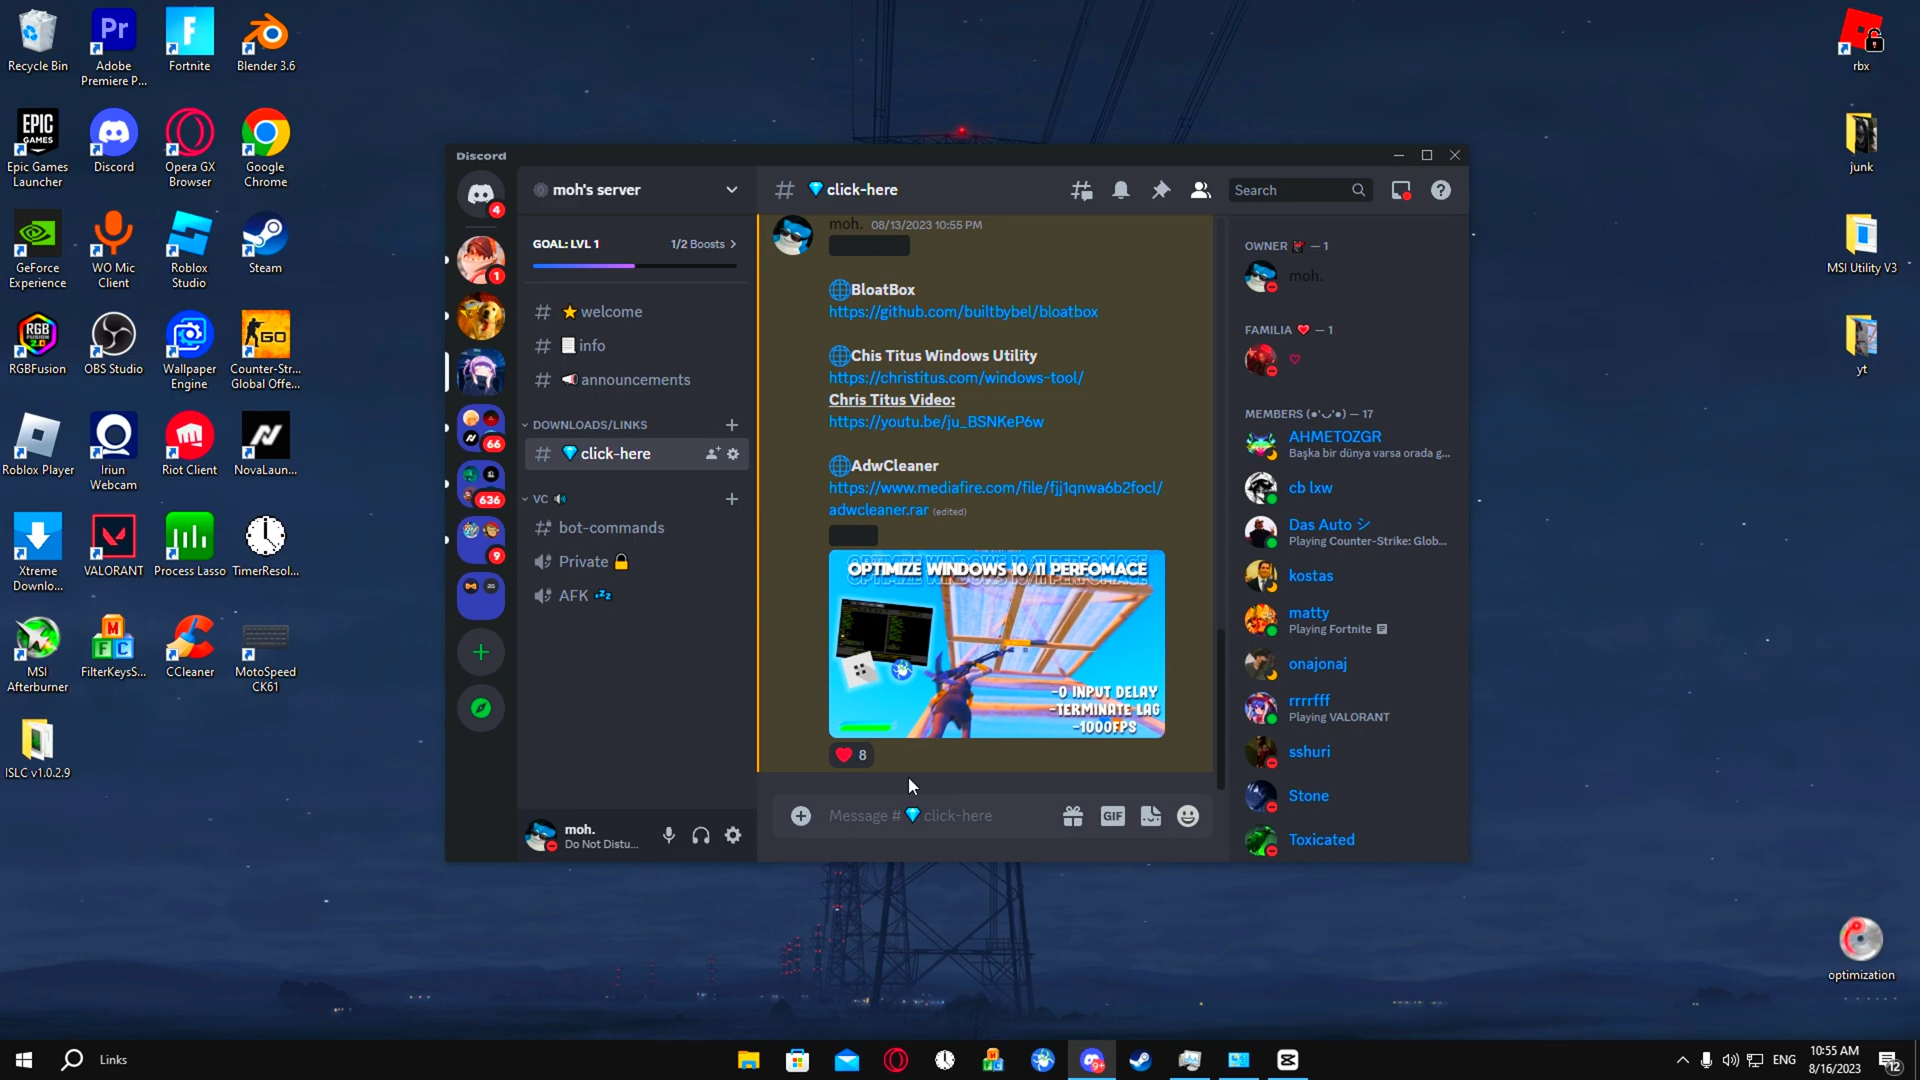 Recycle Bin
Adobe
Premiere P...
Fortnite
Blender 3.6
Epic Games
Launcher
Discord
Opera GX
Browser
Google
Chrome
GeForce
Experience
WO Mic
Client
Roblox
Studio
Steam
RGBFusion
OBS Studio
Wallpaper
Engine
Counter-Str...
Global Offe...
Roblox Player
Iriun
Webcam
Riot Client
NovaLaun...
Xtreme
Downlo...
VALORANT
Process Lasso
TimerResol...
MSI
Afterburner
FilterKeysS...
CCleaner
MotoSpeed
CK61
ISLC v1.0.2.9
Discord
4
1
66
636
9
moh's server
GOAL: LVL 1
1/2 Boosts
welcome
info
announcements
DOWNLOADS/LINKS
click-here
VC
bot-commands
Private
AFK
moh.
Do Not Distu...
click-here
Search
moh. 08/13/2023 10:55 PM
BloatBox
https://github.com/builtbybel/bloatbox
Chis Titus Windows Utility
https://christitus.com/windows-tool/
Chris Titus Video:
https://youtu.be/ju_BSNKeP6w
AdwCleaner
https://www.mediafire.com/file/fjj1qnwa6b2focl/
adwcleaner.rar (edited)
OPTIMIZE WINDOWS 10/11 PERFOMACE
-0 INPUT DELAY
-TERMINATE LAG
-1000FPS
8
Message # click-here
GIF
OWNER — 1
moh.
FAMILIA — 1
MEMBERS (●'◡'●) — 17
AHMETOZGR
Başka bir dünya varsa orada g...
cb lxw
Das Auto シ
Playing Counter-Strike: Glob...
kostas
matty
Playing Fortnite
onajonaj
rrrrfff
Playing VALORANT
sshuri
Stone
Toxicated
rbx
junk
MSI Utility V3
yt
optimization
Links
ENG
10:55 AM
8/16/2023
12